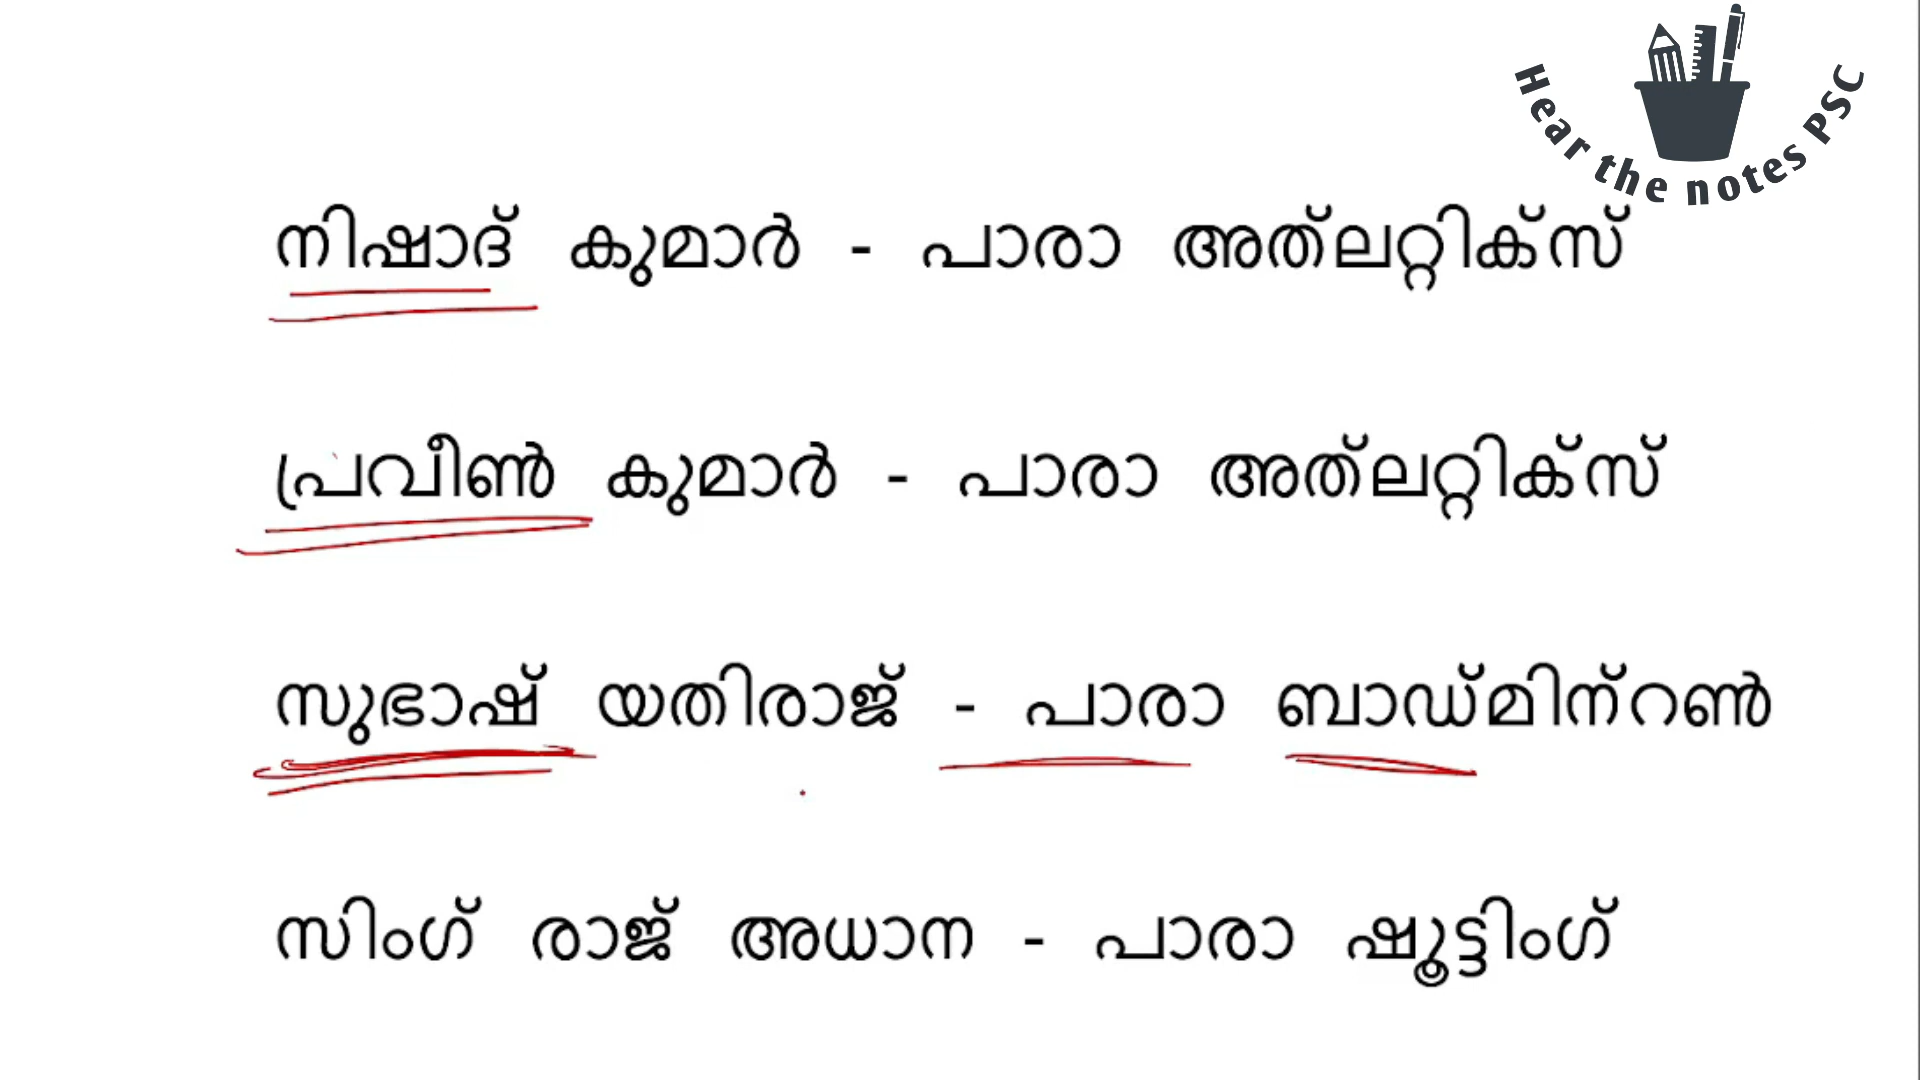 Hear the notes PSC
നിഷാദ് കുമാർ - പാരാ അത്‌ലറ്റിക്സ്
പ്രവീൺ കുമാർ - പാരാ അത്‌ലറ്റിക്സ്
സുഭാഷ് യതിരാജ് - പാരാ ബാഡ്മിന്റൺ
സിംഗ് രാജ് അധാന - പാരാ ഷൂട്ടിംഗ്